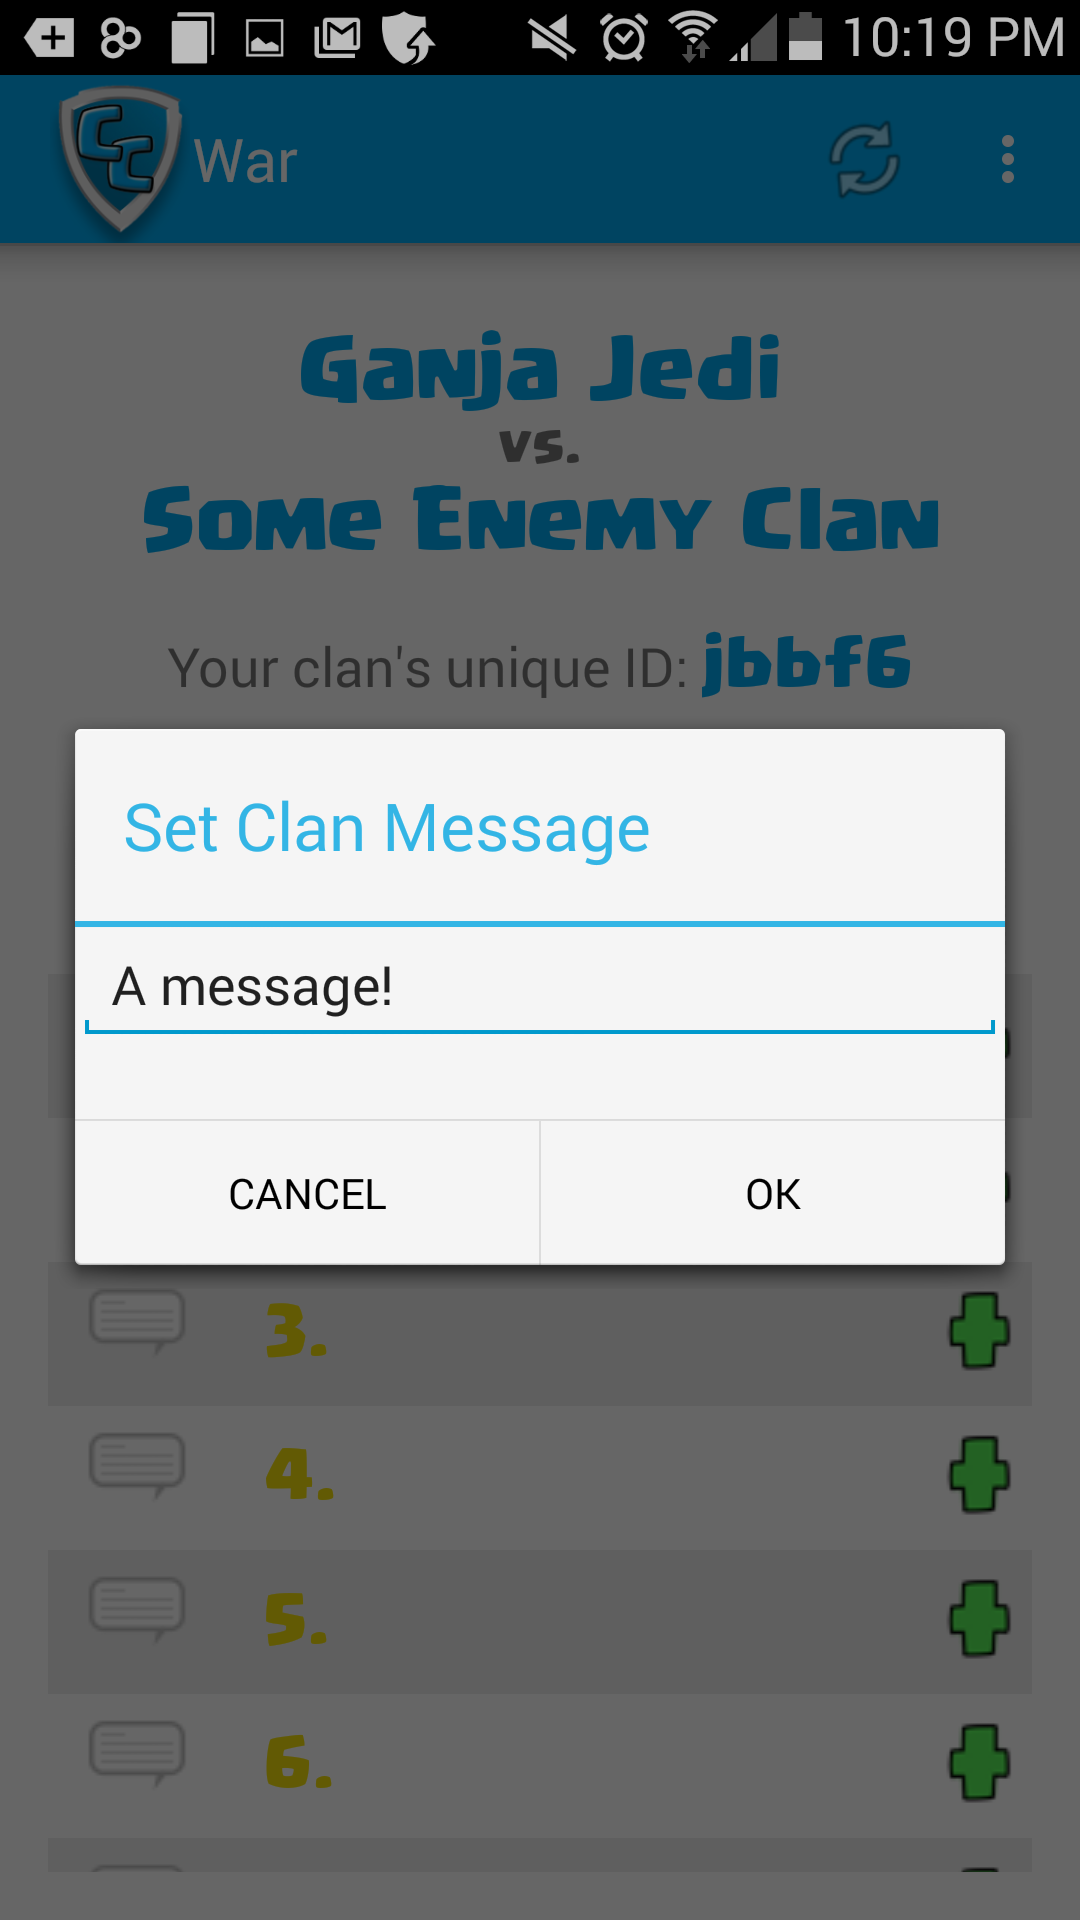 10:19 PM
CC War
Ganja Jedi
vs.
Some Enemy Clan
Your clan's unique ID: jbbf6
Set Clan Message
A message!
CANCEL OK
3.
4.
5.
6.